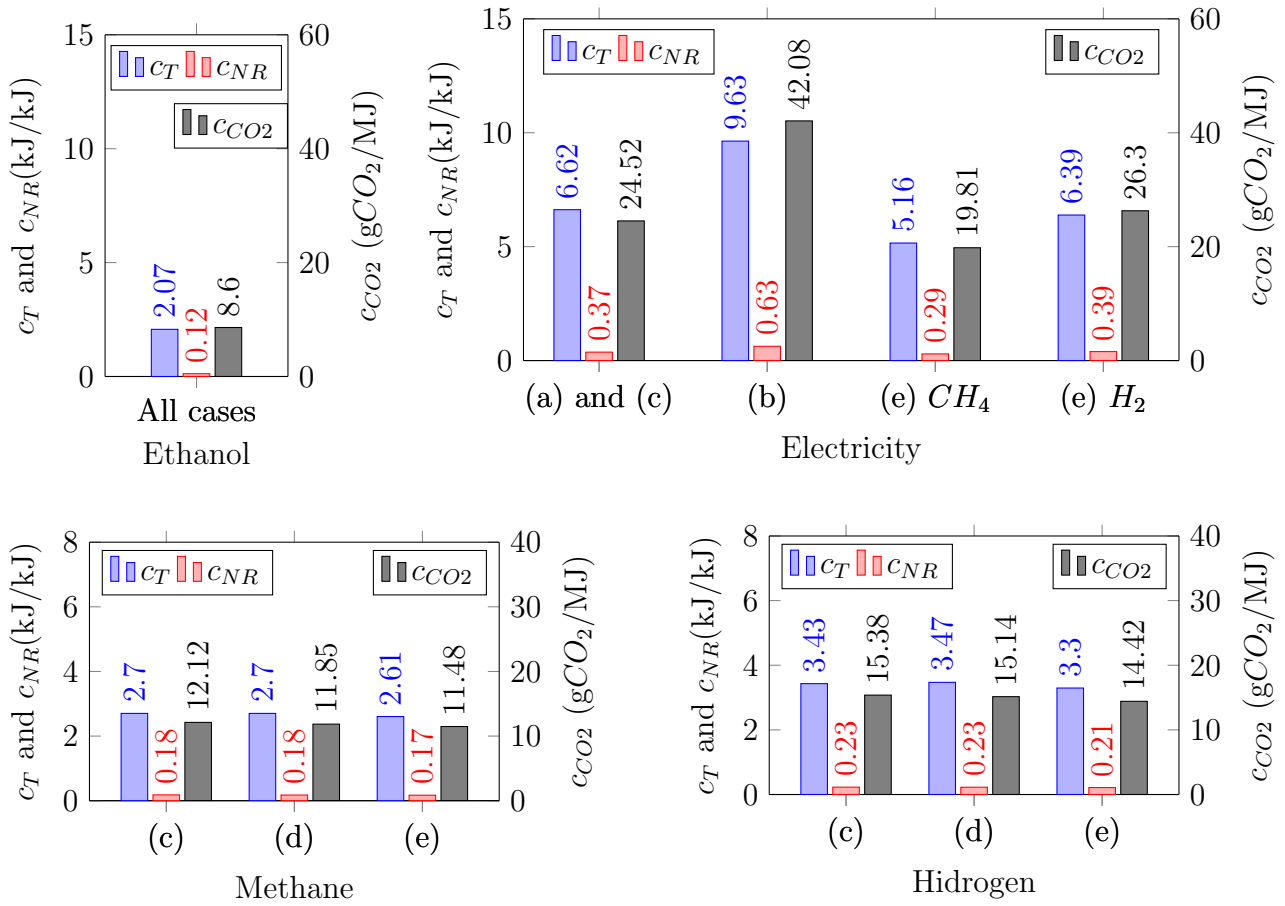 15
10
5
0
c_T and c_NR(kJ/kJ)
c_T c_NR
c_CO2
2.07
0.12
8.6
60
40
20
0
c_CO2 (gCO_2/MJ)
All cases
Ethanol
15
10
5
0
c_T and c_NR(kJ/kJ)
c_T c_NR
c_CO2
6.62
0.37
24.52
9.63
0.63
42.08
5.16
0.29
19.81
6.39
0.39
26.3
60
40
20
0
c_CO2 (gCO_2/MJ)
(a) and (c) (b) (e) CH_4 (e) H_2
Electricity
8
6
4
2
0
c_T and c_NR(kJ/kJ)
c_T c_NR
c_CO2
2.7
0.18
12.12
2.7
0.18
11.85
2.61
0.17
11.48
40
30
20
10
0
c_CO2 (gCO_2/MJ)
(c) (d) (e)
Methane
8
6
4
2
0
c_T and c_NR(kJ/kJ)
c_T c_NR
c_CO2
3.43
0.23
15.38
3.47
0.23
15.14
3.3
0.21
14.42
40
30
20
10
0
c_CO2 (gCO_2/MJ)
(c) (d) (e)
Hidrogen